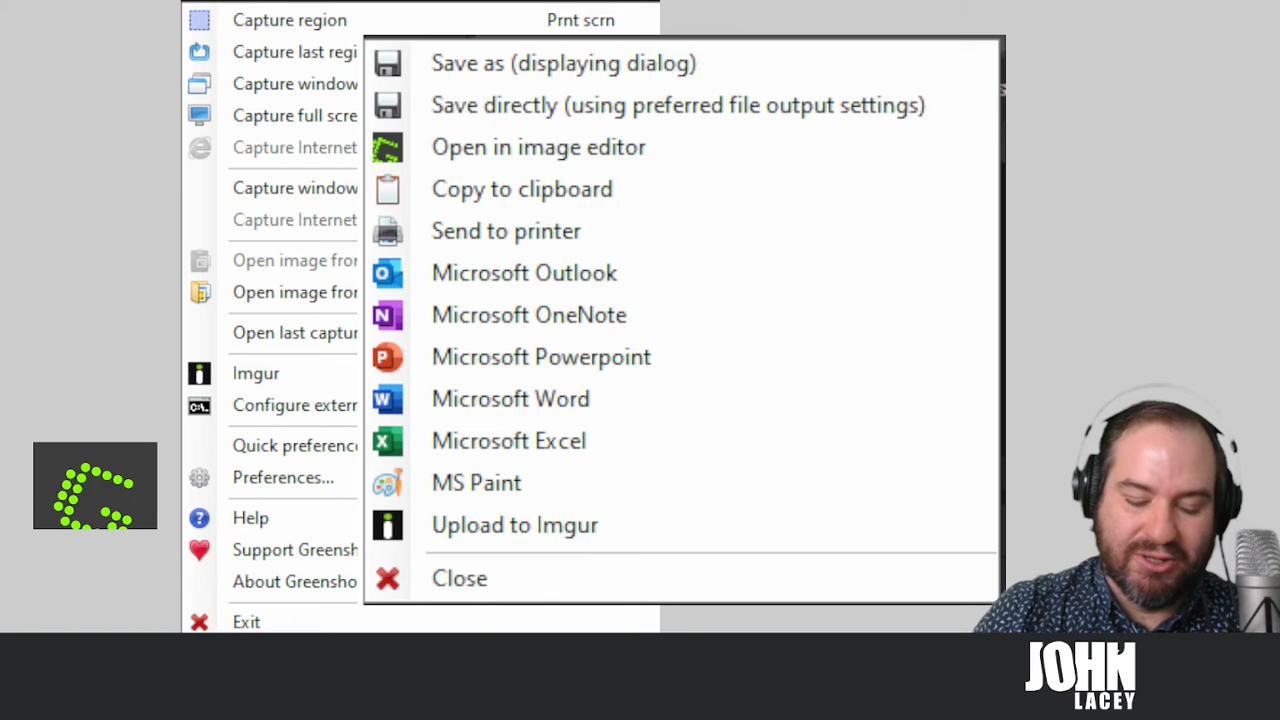 Capture region Prnt scrn
Capture last regi
Capture window
Capture full scre
Capture Internet
Capture window
Capture Internet
Open image fror
Open image fror
Open last captur
Imgur
Configure extern
Quick preference
Preferences...
Help
Support Greensh
About Greensho
Exit
Save as (displaying dialog)
Save directly (using preferred file output settings)
Open in image editor
Copy to clipboard
Send to printer
Microsoft Outlook
Microsoft OneNote
Microsoft Powerpoint
Microsoft Word
Microsoft Excel
MS Paint
Upload to Imgur
Close
JOHN
LACEY